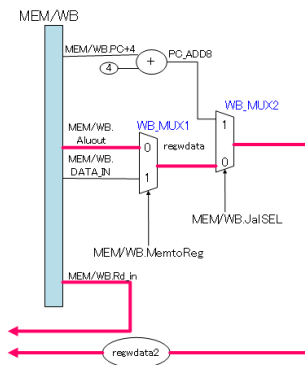 MEM/WB
MEM/WB.PC+4
PC_ADD8
4
+
WB_MUX2
MEM/WB.
Aluout
WB_MUX1
regwdata
1
0
MEM/WB.
DATA_IN
0
1
MEM/WB.JalSEL
MEM/WB.MemtoReg
MEM/WB.Rd_in
regwdata2